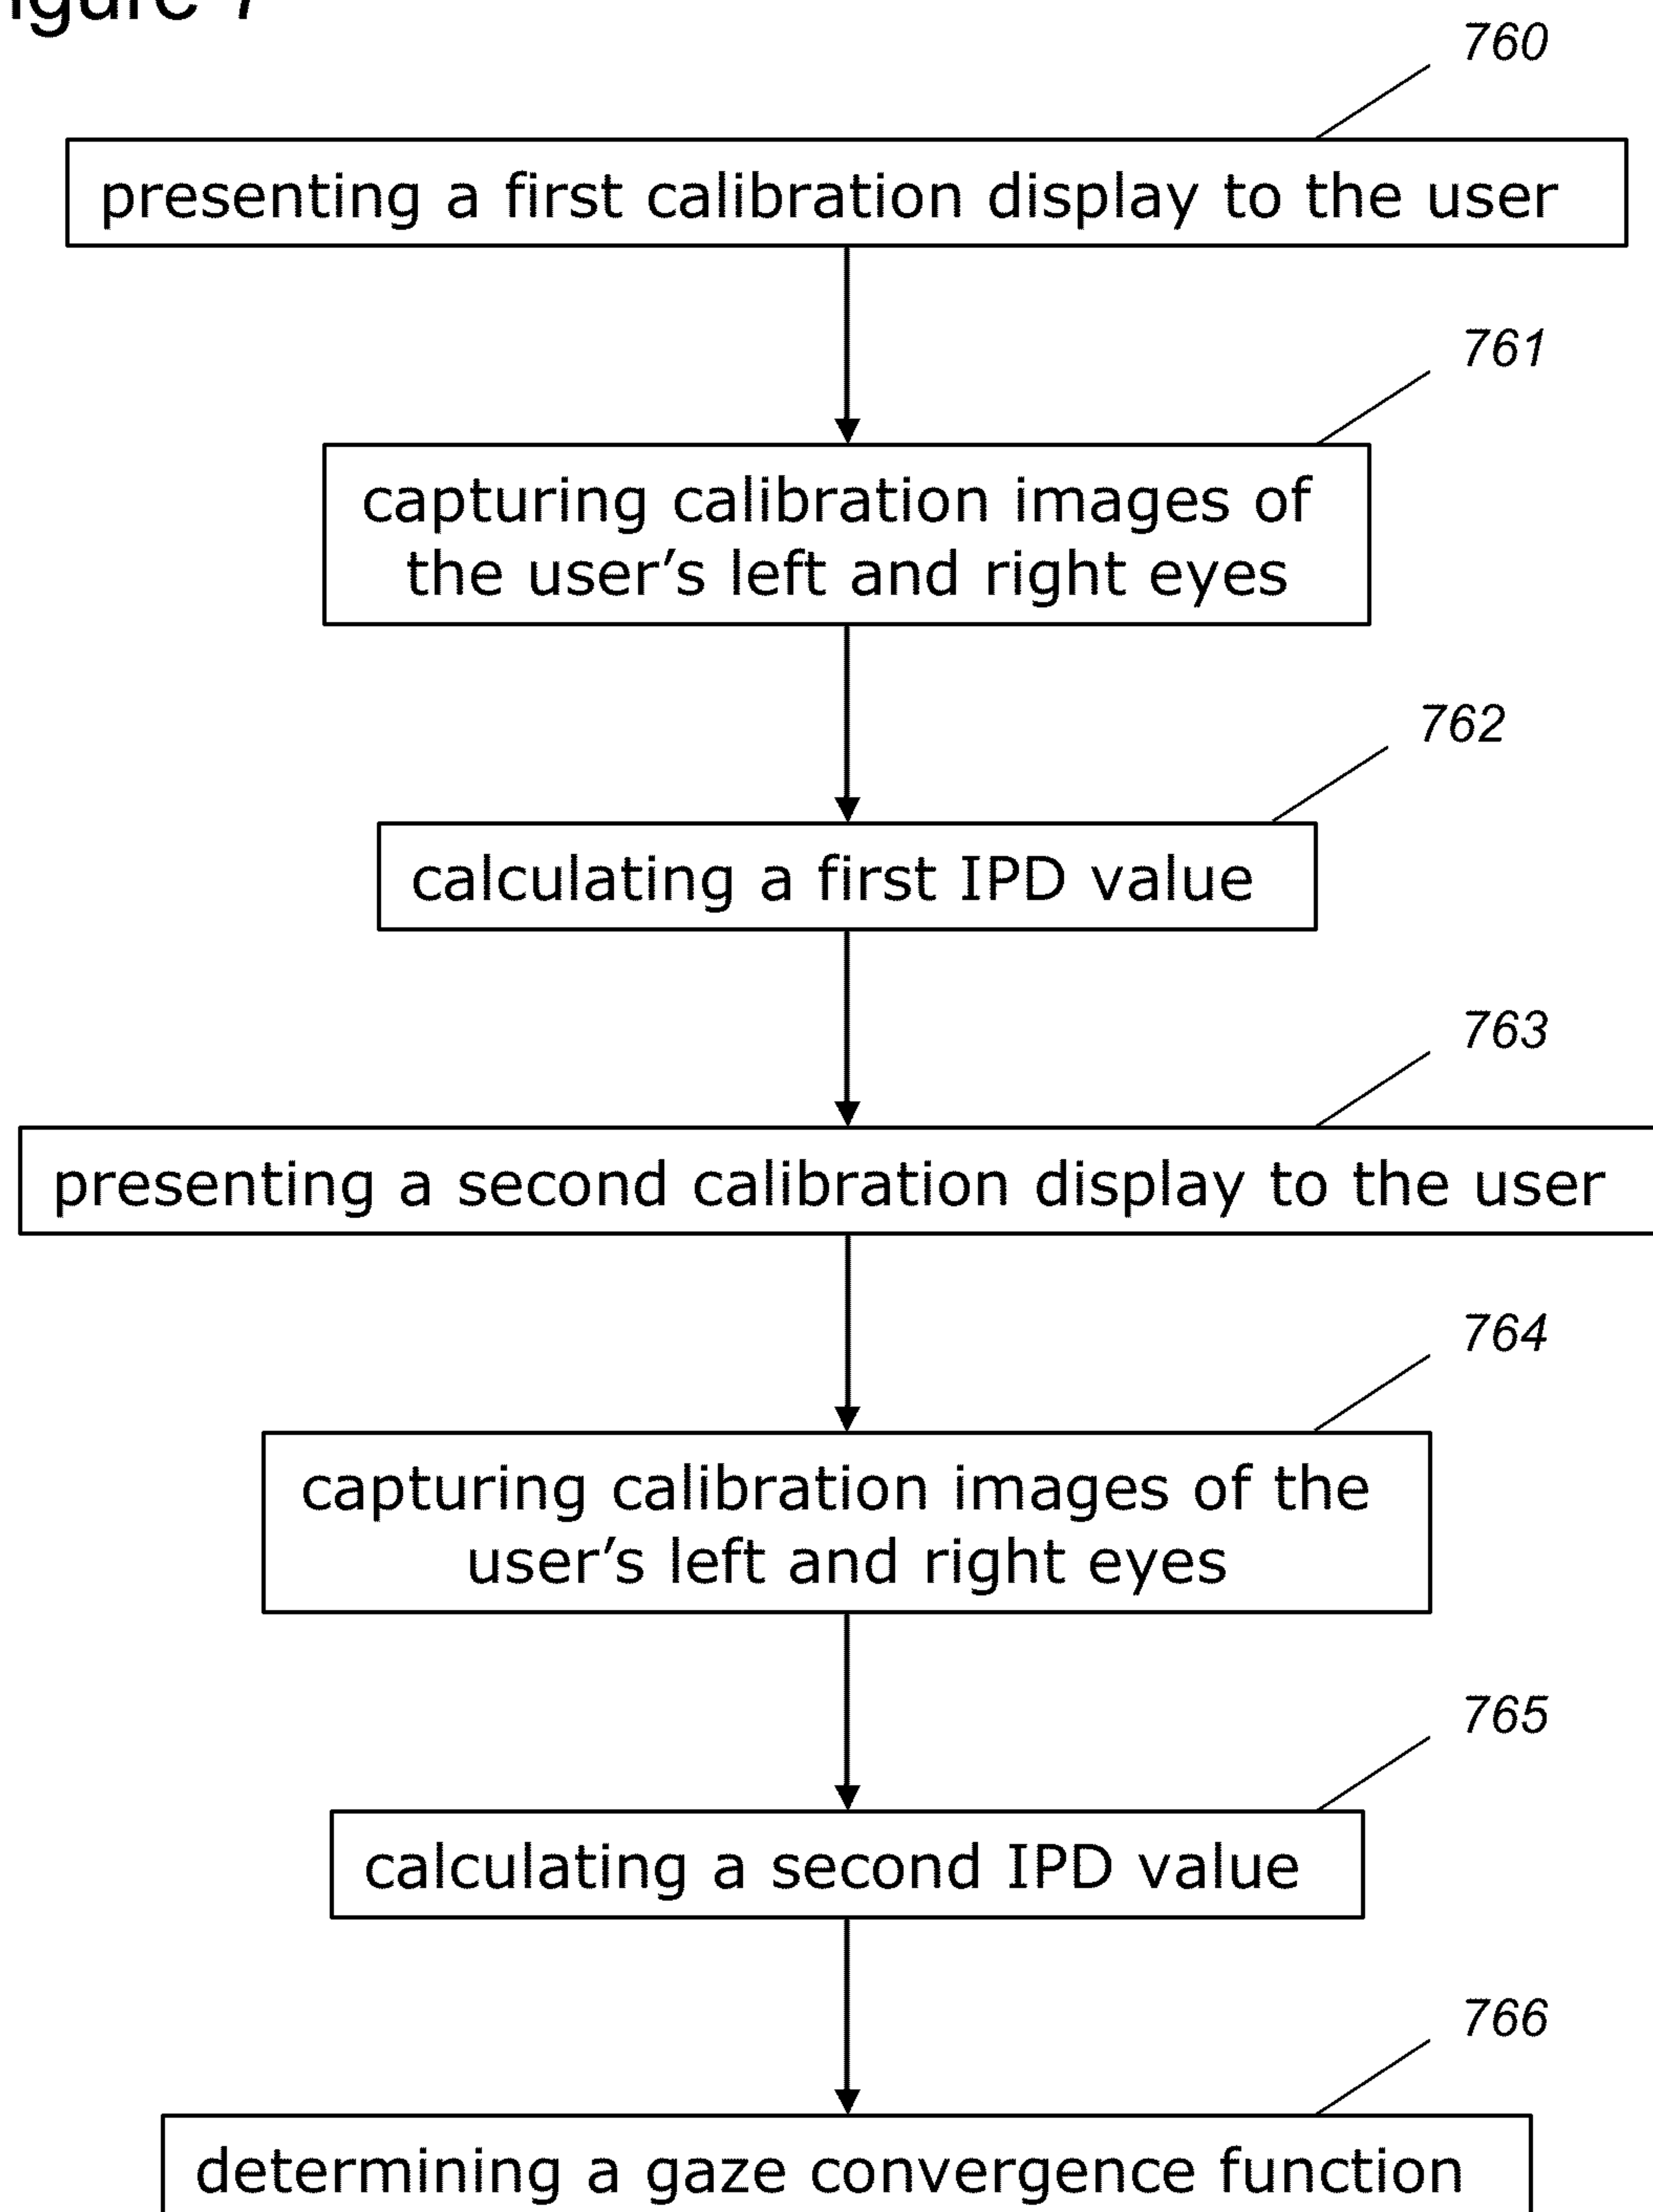 igure 7
760
presenting a first calibration display to the user
761
capturing calibration images of
the user's left and right eyes
762
calculating a first IPD value
763
presenting a second calibration display to the user
764
capturing calibration images of the
user's left and right eyes
765
calculating a second IPD value
766
determining a gaze convergence function